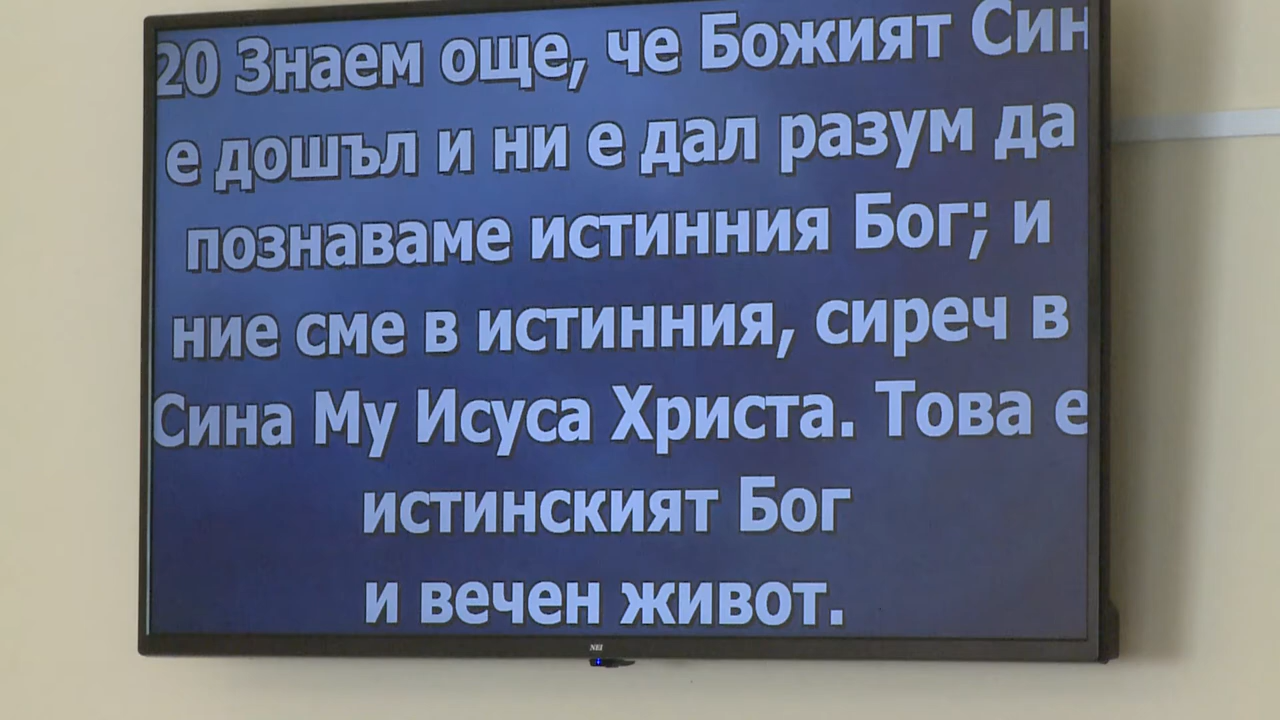 20 Знаем още, че Божият Син
е дошъл и ни е дал разум да
познаваме истинния Бог; и
ние сме в истинния, сиреч в
Сина Му Исуса Христа. Това е
истинският Бог
и вечен живот.
NEI